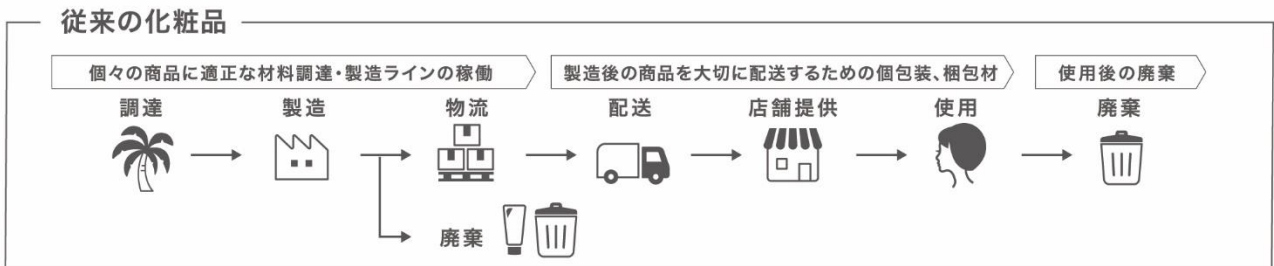 従来の化粧品
個々の商品に適正な材料調達・製造ラインの稼働
製造後の商品を大切に配送するための個包装、梱包材
使用後の廃棄
調達
製造
物流
配送
店舗提供
使用
廃棄
廃棄